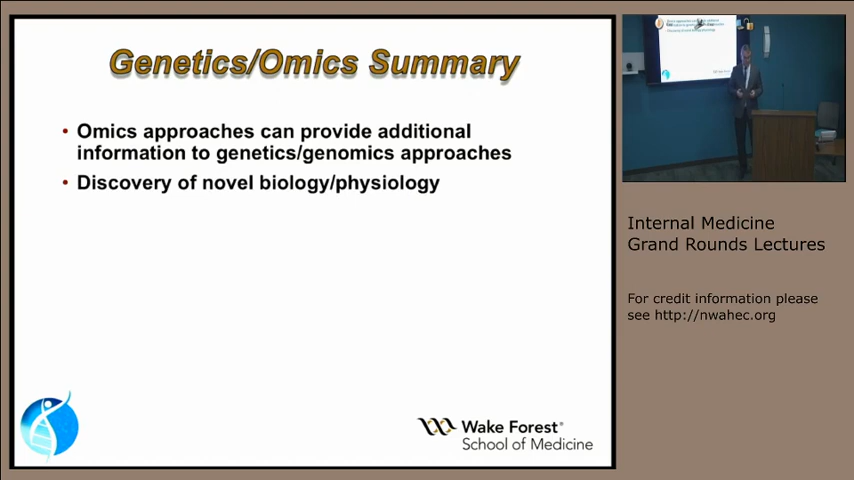 Genetics/Omics Summary
• Omics approaches can provide additional
information to genetics/genomics approaches
• Discovery of novel biology/physiology
Wake Forest®
School of Medicine
Internal Medicine
Grand Rounds Lectures
For credit information please
see http://nwahec.org